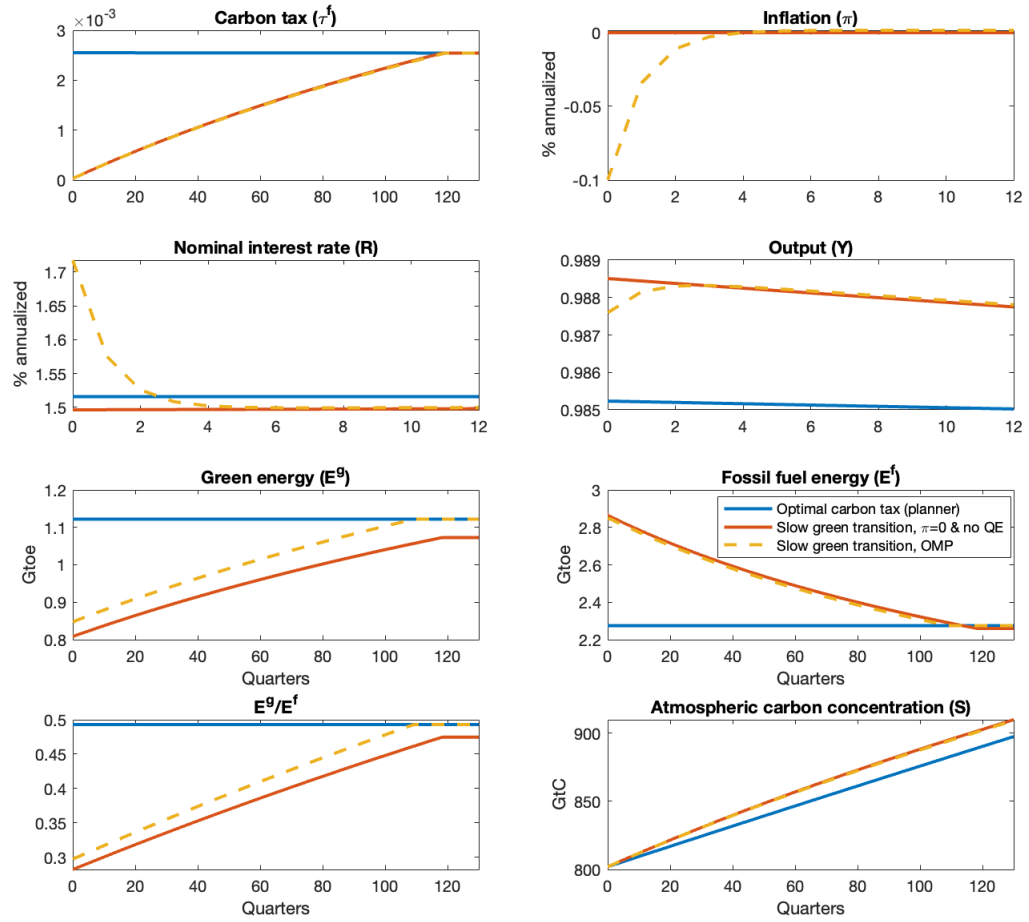 Carbon tax (τᶠ)
×10⁻³
3
2
1
0
0 20 40 60 80 100 120
Inflation (π)
% annualized
0
-0.05
-0.1
0 2 4 6 8 10 12
Nominal interest rate (R)
% annualized
1.7
1.65
1.6
1.55
1.5
0 2 4 6 8 10 12
Output (Y)
0.989
0.988
0.987
0.986
0.985
0 2 4 6 8 10 12
Green energy (Eᵍ)
Gtoe
1.2
1.1
1
0.9
0.8
0 20 40 60 80 100 120
Quarters
Fossil fuel energy (Eᶠ)
Gtoe
3
2.8
2.6
2.4
2.2
Optimal carbon tax (planner)
Slow green transition, π=0 & no QE
Slow green transition, OMP
0 20 40 60 80 100 120
Quarters
Eᵍ/Eᶠ
0.5
0.45
0.4
0.35
0.3
0 20 40 60 80 100 120
Quarters
Atmospheric carbon concentration (S)
GtC
900
850
800
0 20 40 60 80 100 120
Quarters